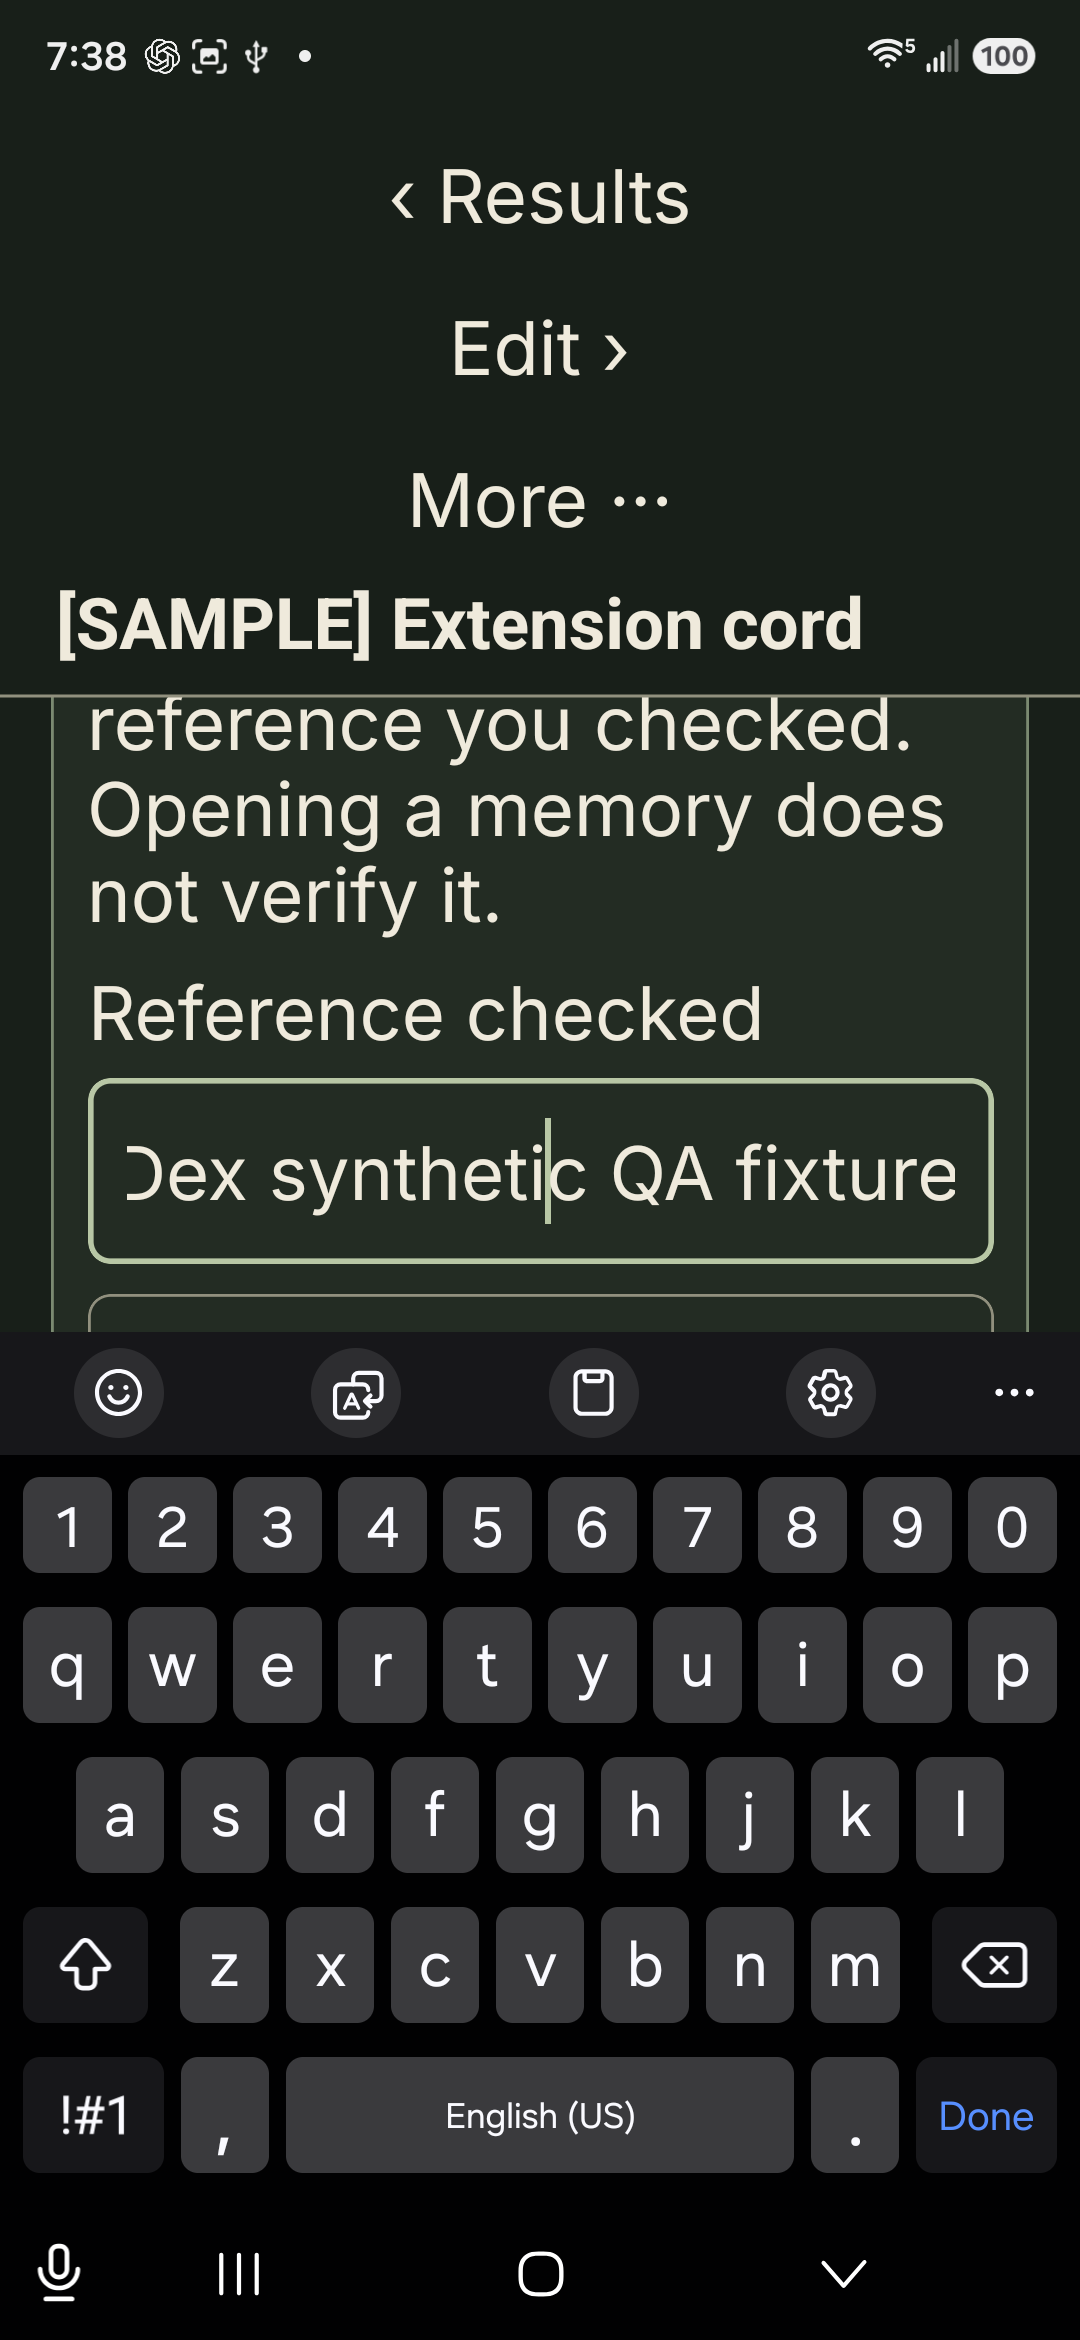 7:38 5 100
‹ Results
Edit ›
More ···
[SAMPLE] Extension cord
reference you checked.
Opening a memory does
not verify it.
Reference checked
Dex synthetic QA fixture
A
1 2 3 4 5 6 7 8 9 0
q w e r t y u i o p
a s d f g h j k l
z x c v b n m
!#1 , English (US) . Done